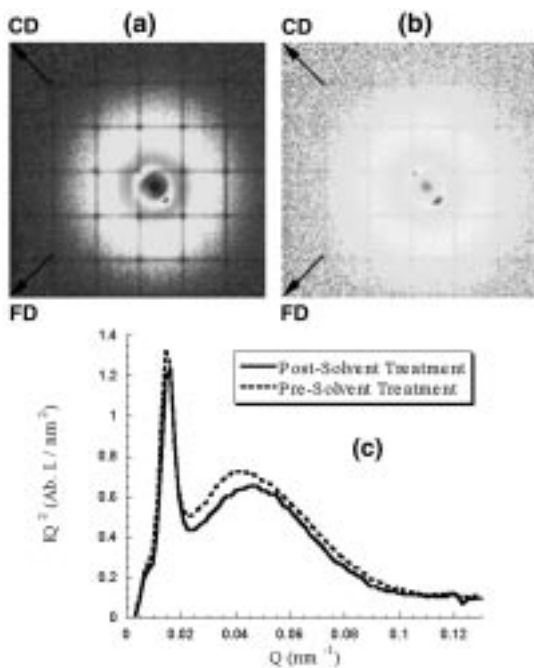 CD (a) (b)
CD
FD
FD
1.4
1.2
1
0.8
0.6
0.4
0.2
0
IQ² (Ab. I / nm²)
Post-Solvent Treatment
Pre-Solvent Treatment
(c)
0 0.02 0.04 0.06 0.08 0.1 0.12
Q (nm⁻¹)